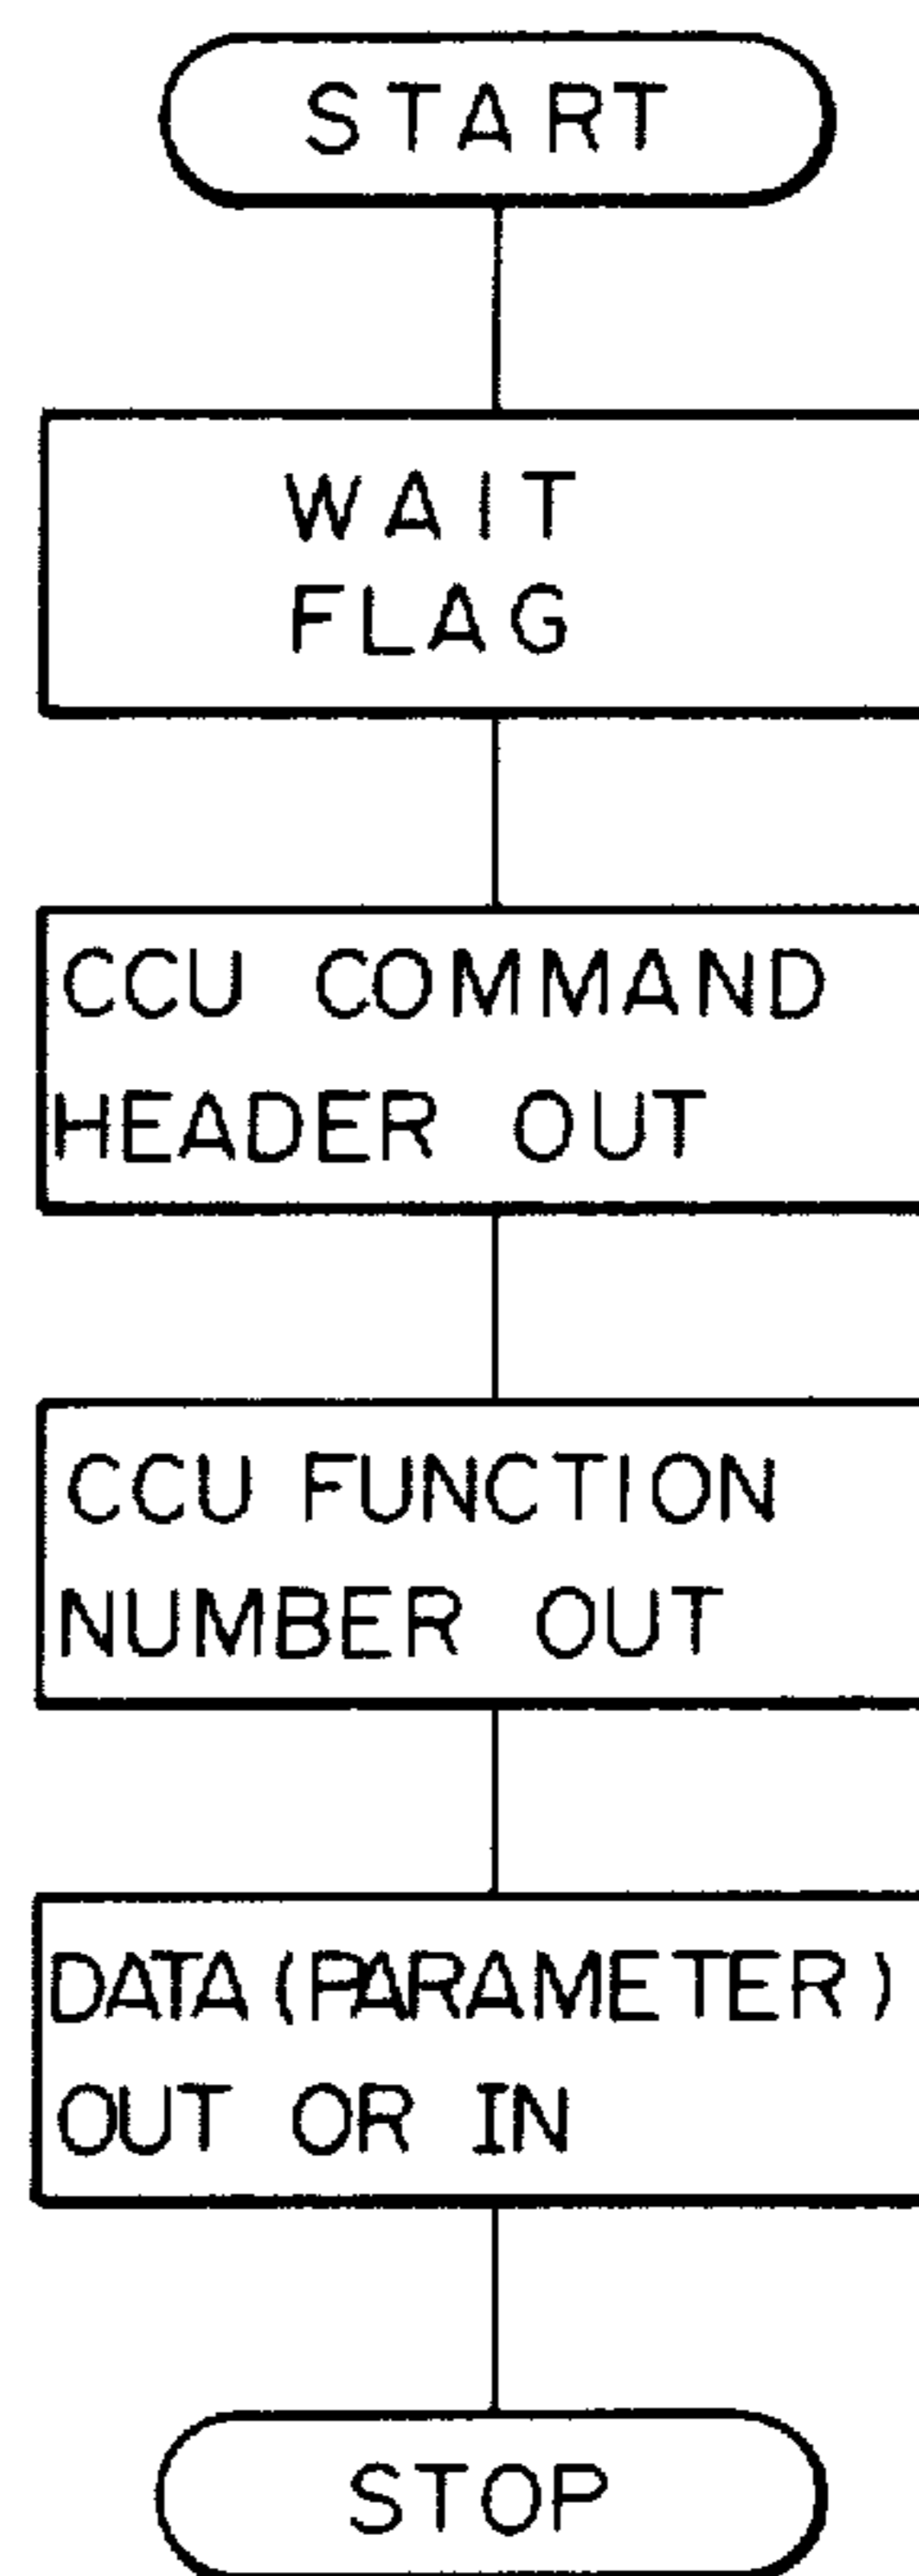 START
WAIT
FLAG
CCU COMMAND
HEADER OUT
CCU FUNCTION
NUMBER OUT
DATA (PARAMETER)
OUT OR IN
STOP